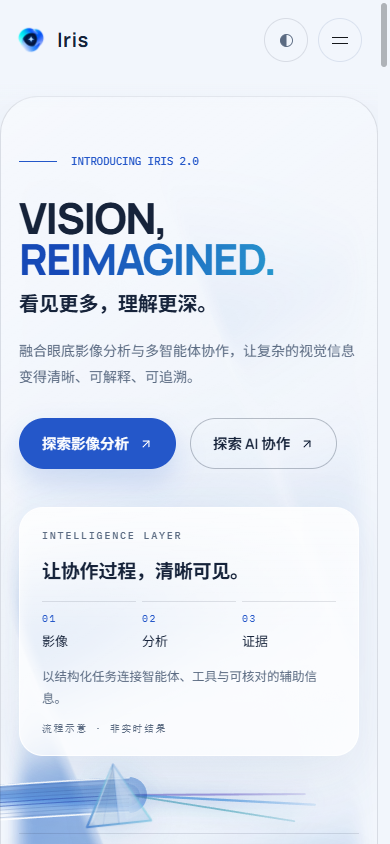 Iris
INTRODUCING IRIS 2.0
VISION,
REIMAGINED.
看见更多，理解更深。
融合眼底影像分析与多智能体协作，让复杂的视觉信息
变得清晰、可解释、可追溯。
探索影像分析
探索 AI 协作
INTELLIGENCE LAYER
让协作过程，清晰可见。
01 02 03
影像 分析 证据
以结构化任务连接智能体、工具与可核对的辅助信
息。
流程示意 · 非实时结果